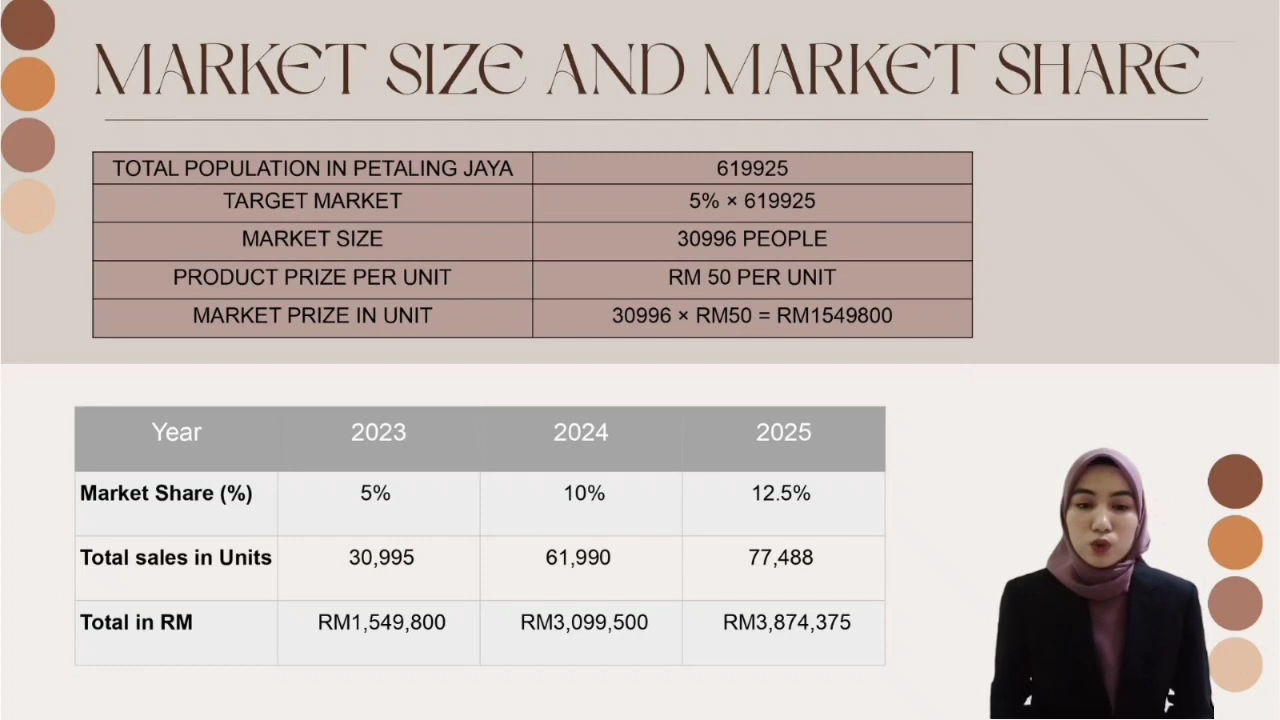 MARKET SIZE AND MARKET SHARE
TOTAL POPULATION IN PETALING JAYA 619925
TARGET MARKET 5% × 619925
MARKET SIZE 30996 PEOPLE
PRODUCT PRIZE PER UNIT RM 50 PER UNIT
MARKET PRIZE IN UNIT 30996 × RM50 = RM1549800
Year 2023 2024 2025
Market Share (%) 5% 10% 12.5%
Total sales in Units 30,995 61,990 77,488
Total in RM RM1,549,800 RM3,099,500 RM3,874,375